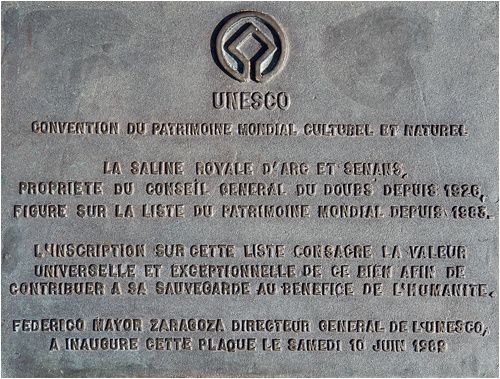 UNESCO
CONVENTION DU PATRIMOINE MONDIAL CULTUREL ET NATUREL
LA SALINE ROYALE D'ARC ET SENANS,
PROPRIETE DU CONSEIL GENERAL DU DOUBS DEPUIS 1926,
FIGURE SUR LA LISTE DU PATRIMOINE MONDIAL DEPUIS 1983.
L'INSCRIPTION SUR CETTE LISTE CONSACRE LA VALEUR
UNIVERSELLE ET EXCEPTIONNELLE DE CE BIEN AFIN DE
CONTRIBUER A SA SAUVEGARDE AU BENEFICE DE L'HUMANITE.
FEDERICO MAYOR ZARAGOZA DIRECTEUR GENERAL DE L'UNESCO,
A INAUGURE CETTE PLAQUE LE SAMEDI 10 JUIN 1989